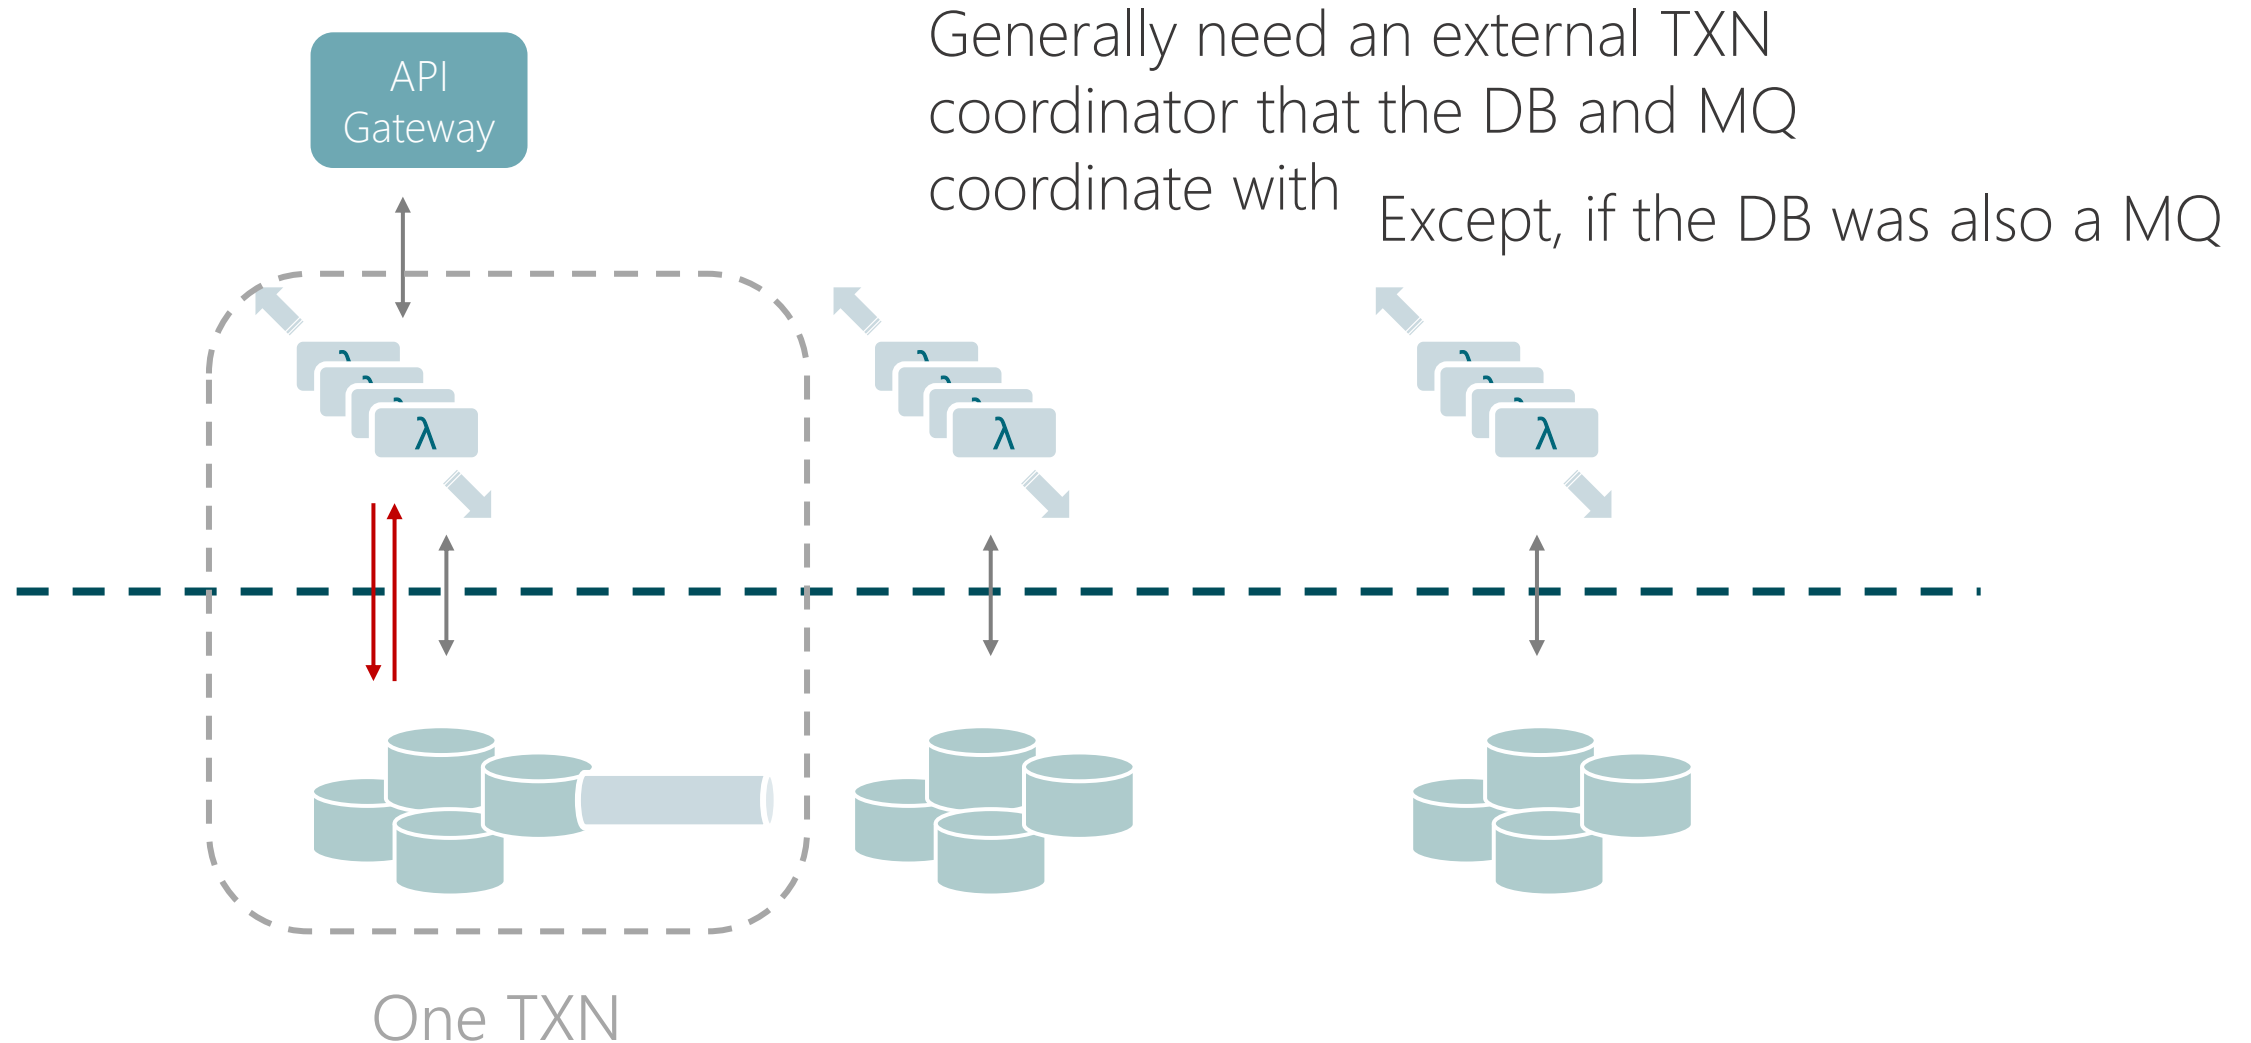 API
Gateway
Generally need an external TXN
coordinator that the DB and MQ
coordinate with
Except, if the DB was also a MQ
λ
λ
λ
λ
λ
λ
λ
λ
λ
λ
λ
λ
One TXN